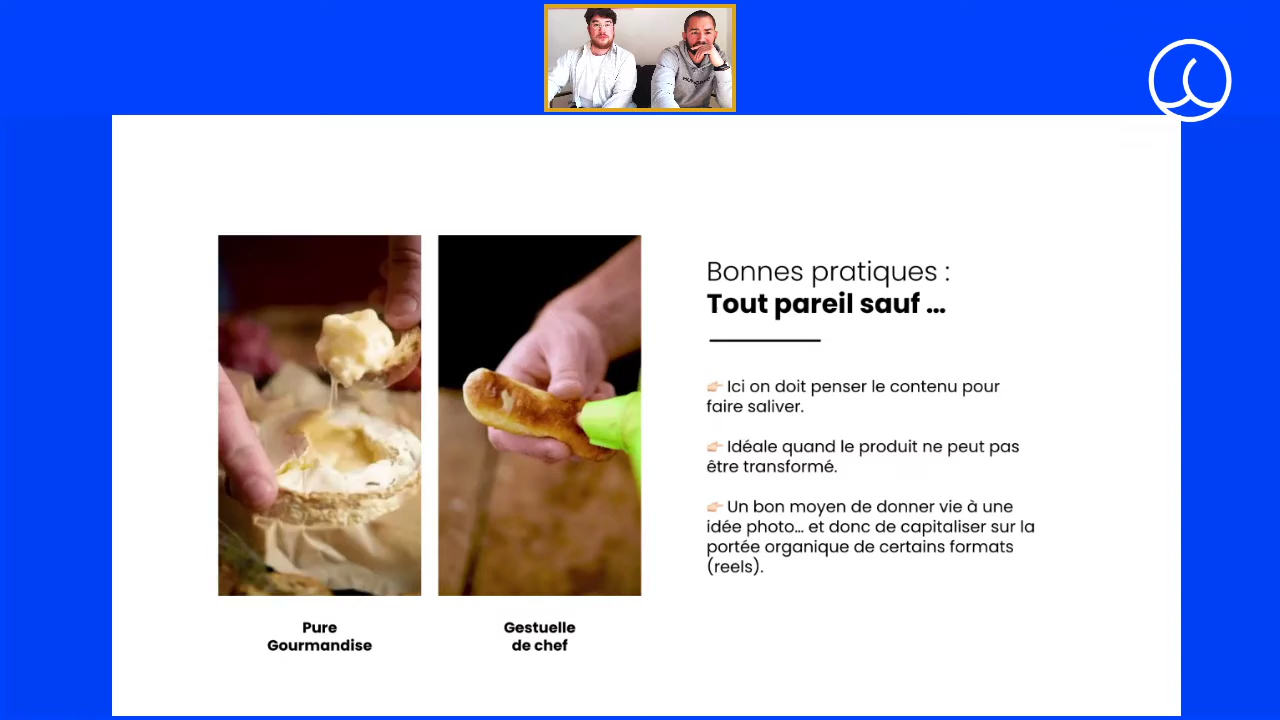 Bonnes pratiques :
Tout pareil sauf ...
👉🏻 Ici on doit penser le contenu pour
faire saliver.
👉🏻 Idéale quand le produit ne peut pas
être transformé.
👉🏻 Un bon moyen de donner vie à une
idée photo... et donc de capitaliser sur la
portée organique de certains formats
(reels).
Pure
Gourmandise
Gestuelle
de chef